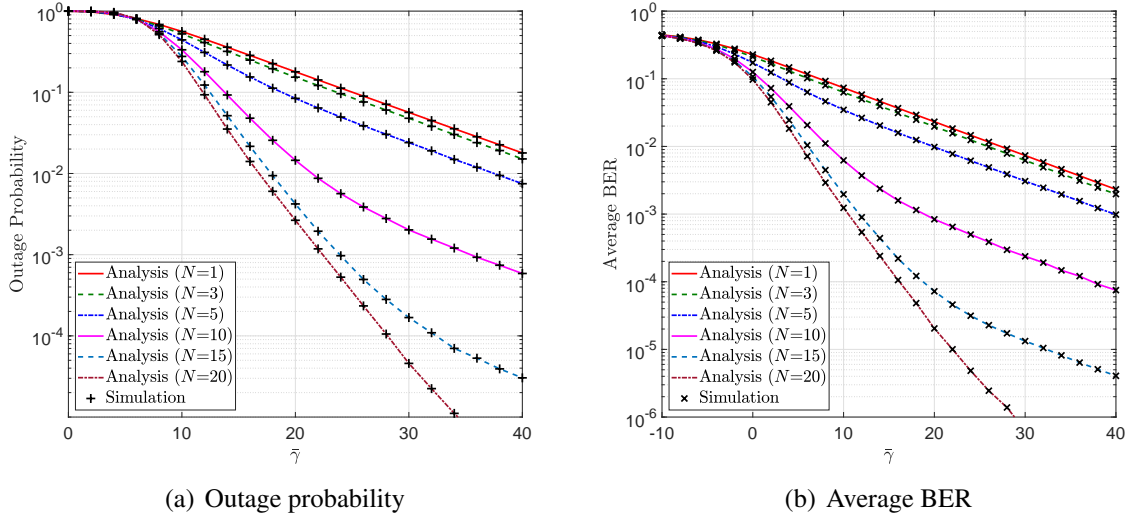 10^0
10^-1
10^-2
10^-3
10^-4
Outage Probability
Analysis (N=1)
Analysis (N=3)
Analysis (N=5)
Analysis (N=10)
Analysis (N=15)
Analysis (N=20)
Simulation
0 10 20 30 40
γ̄
(a) Outage probability
10^0
10^-1
10^-2
10^-3
10^-4
10^-5
10^-6
Average BER
Analysis (N=1)
Analysis (N=3)
Analysis (N=5)
Analysis (N=10)
Analysis (N=15)
Analysis (N=20)
Simulation
-10 0 10 20 30 40
γ̄
(b) Average BER